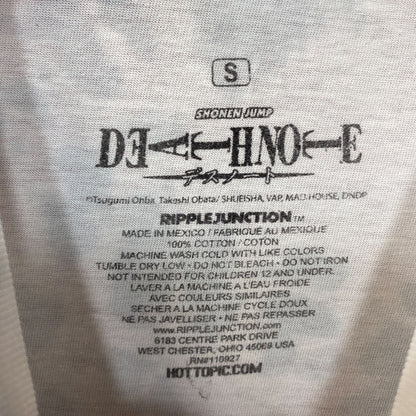 S
SHONEN JUMP
DEATH NOTE
デスノート
©Tsugumi Ohba, Takeshi Obata/ SHUEISHA, VAP, MADHOUSE, DNDP
RIPPLE JUNCTION™
MADE IN MEXICO / FABRIQUE AU MEXIQUE
100% COTTON / COTON
MACHINE WASH COLD WITH LIKE COLORS
TUMBLE DRY LOW • DO NOT BLEACH • DO NOT IRON
NOT INTENDED FOR CHILDREN 12 AND UNDER.
LAVER A LA MACHINE A L'EAU FROIDE
AVEC COULEURS SIMILAIRES
SECHER A LA MACHINE CYCLE DOUX
NE PAS JAVELLISER • NE PAS REPASSER
www.RIPPLEJUNCTION.COM
6183 CENTRE PARK DRIVE
WEST CHESTER, OHIO 45069 USA
RN#110927
HOTTOPIC.COM